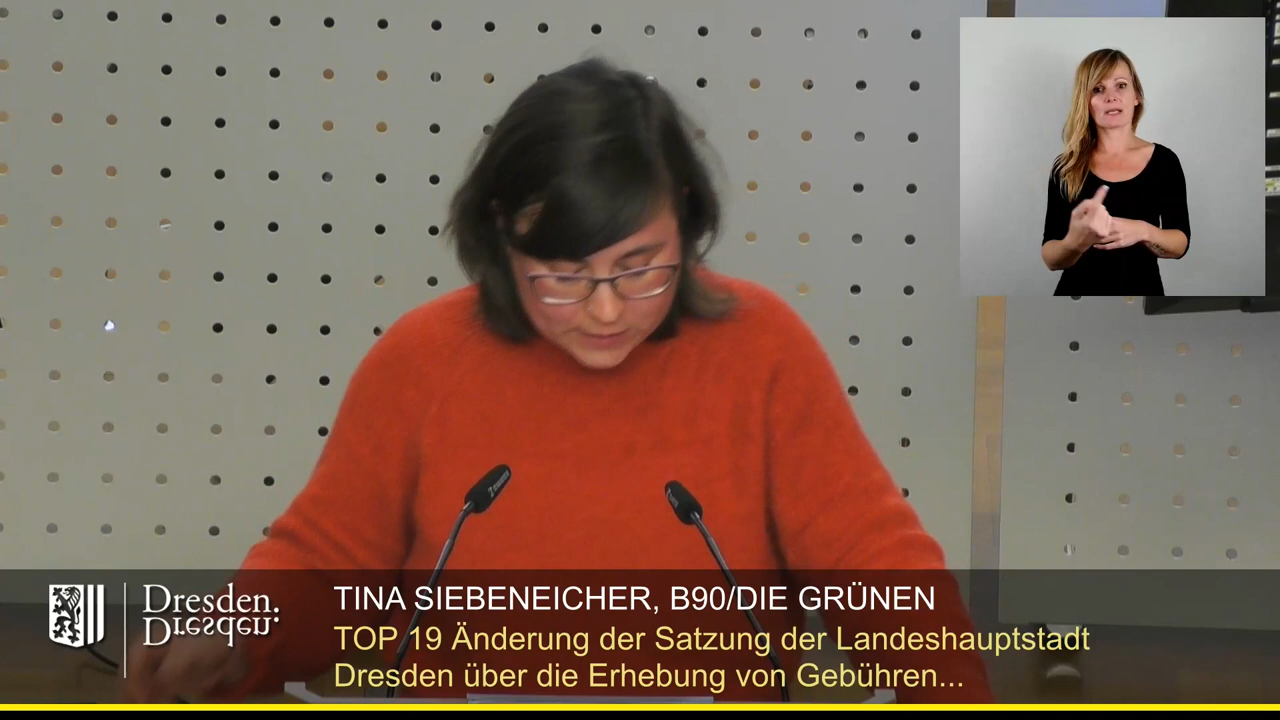 TINA SIEBENEICHER, B90/DIE GRÜNEN
Dresden.
Dresden.
TOP 19 Änderung der Satzung der Landeshauptstadt
Dresden über die Erhebung von Gebühren...